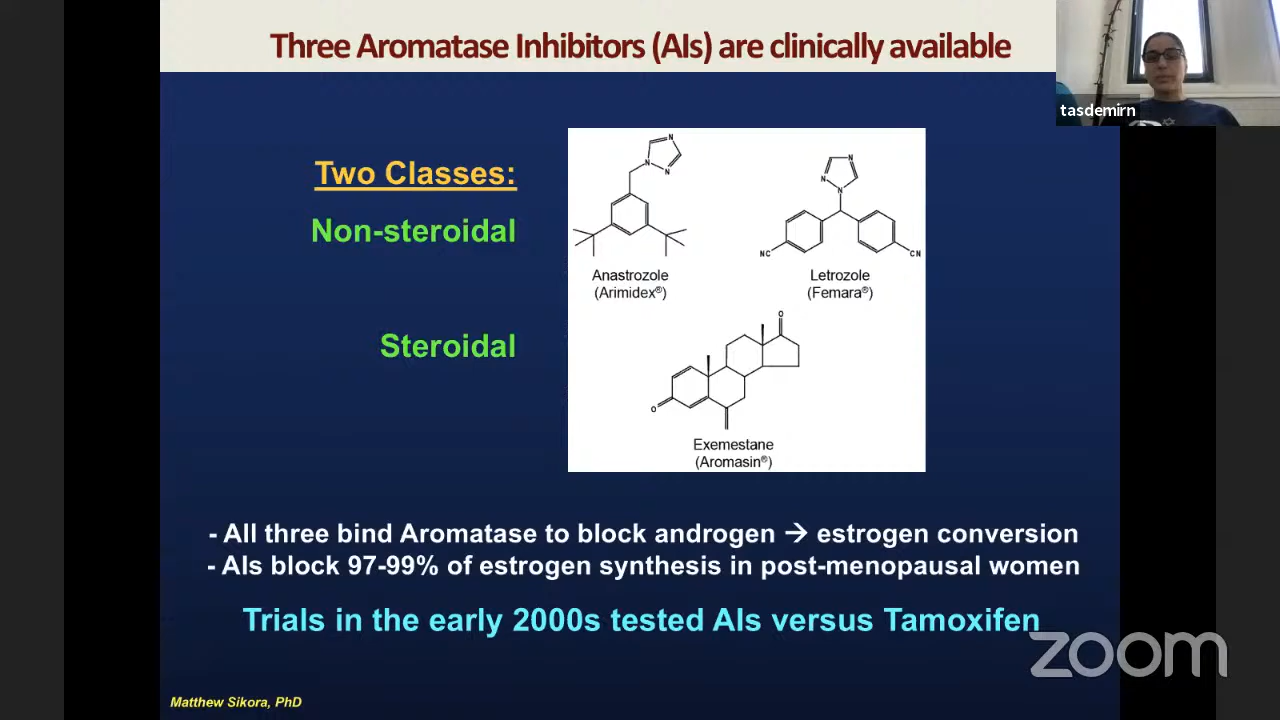 Three Aromatase Inhibitors (AIs) are clinically available
tasdemirn
Two Classes:
Non-steroidal
Steroidal
N
N
N
Anastrozole
(Arimidex®)
N
N
N
NC
CN
Letrozole
(Femara®)
O
O
Exemestane
(Aromasin®)
- All three bind Aromatase to block androgen → estrogen conversion
- AIs block 97-99% of estrogen synthesis in post-menopausal women
Trials in the early 2000s tested AIs versus Tamoxifen
zoom
Matthew Sikora, PhD